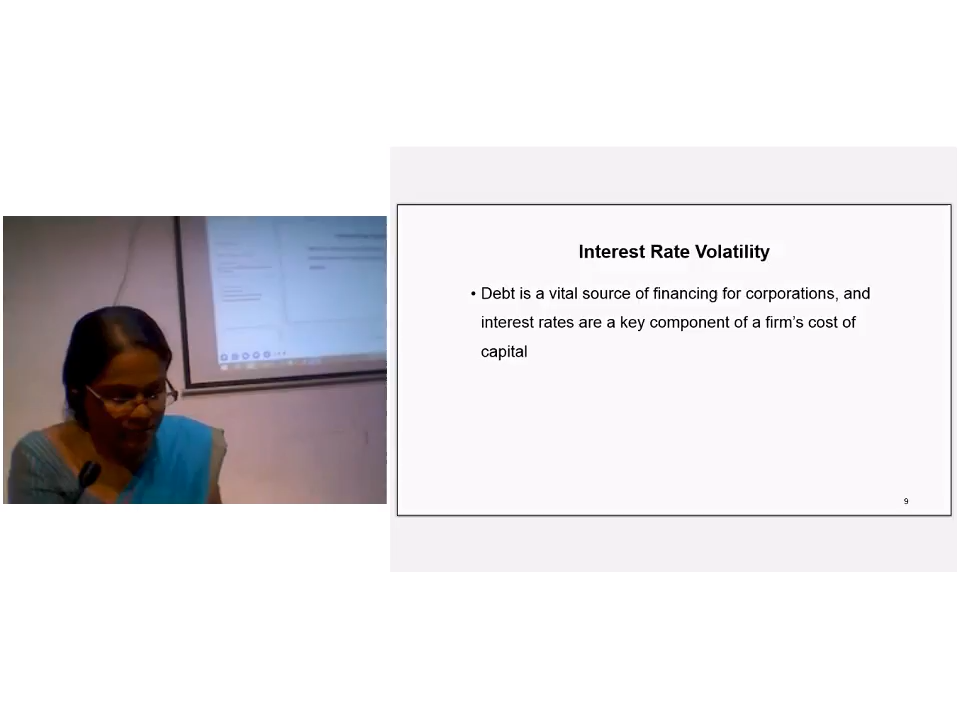 Interest Rate Volatility
• Debt is a vital source of financing for corporations, and
interest rates are a key component of a firm's cost of
capital
9